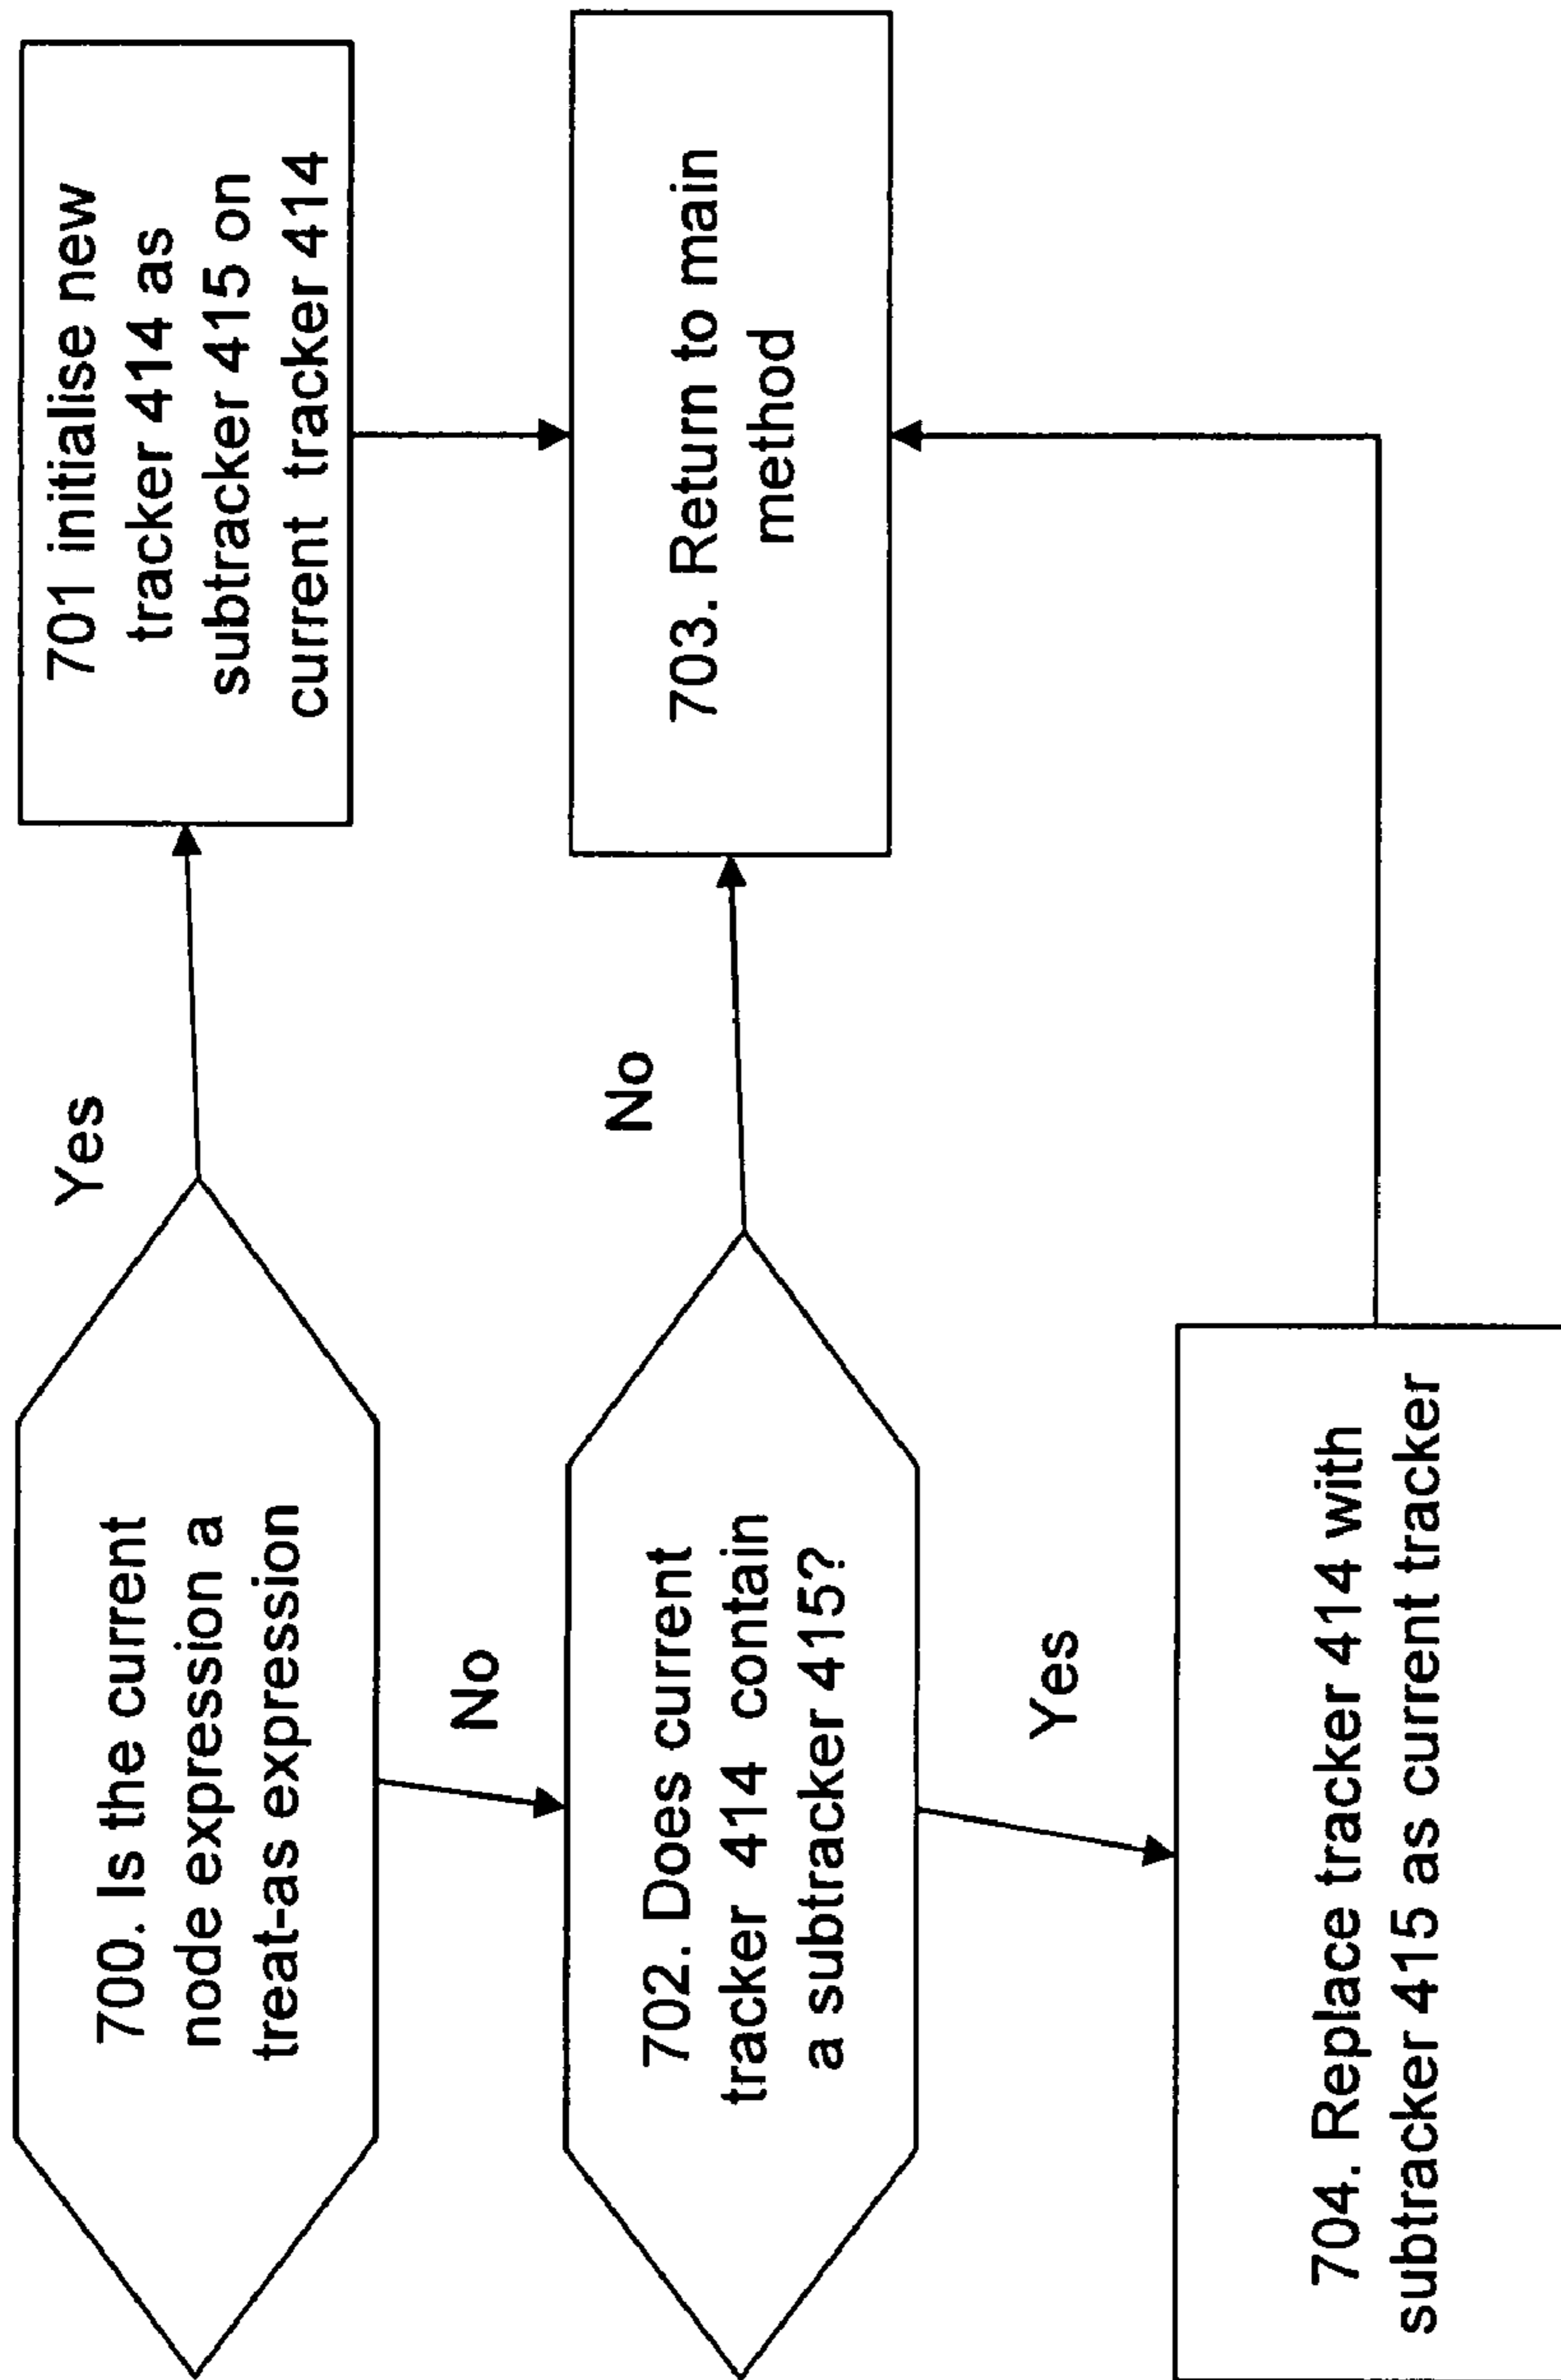 700. Is the current
node expression a
treat-as expression
Yes
701 initialise new
tracker 414 as
subtracker 415 on
current tracker 414
No
702. Does current
tracker 414 contain
a subtracker 415?
No
703. Return to main
method
Yes
704. Replace tracker 414 with
subtracker 415 as current tracker